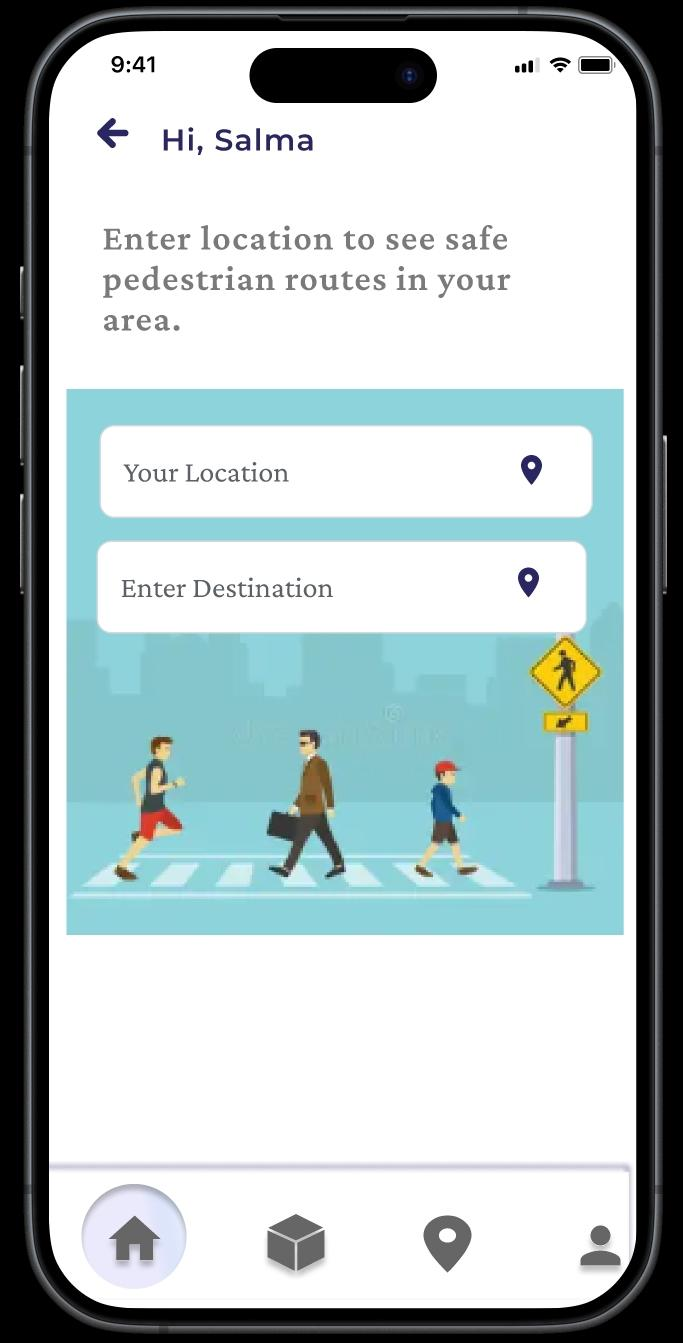 9:41
Hi, Salma
Enter location to see safe
pedestrian routes in your
area.
Your Location
Enter Destination